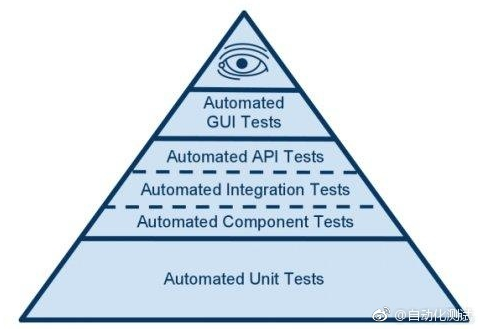 Automated
GUI Tests
Automated API Tests
Automated Integration Tests
Automated Component Tests
Automated Unit Tests
@自动化测试